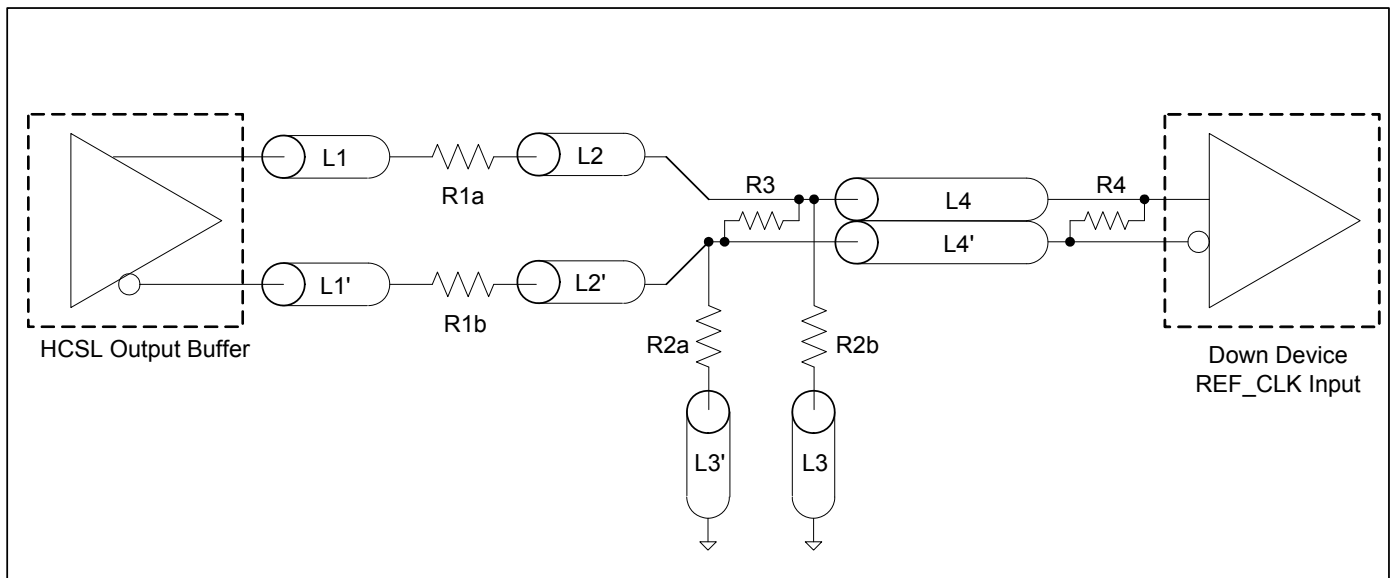 L1
R1a
L2
R3
L4
R4
L1'
R1b
L2'
L4'
HCSL Output Buffer
R2a
R2b
Down Device
REF_CLK Input
L3'
L3